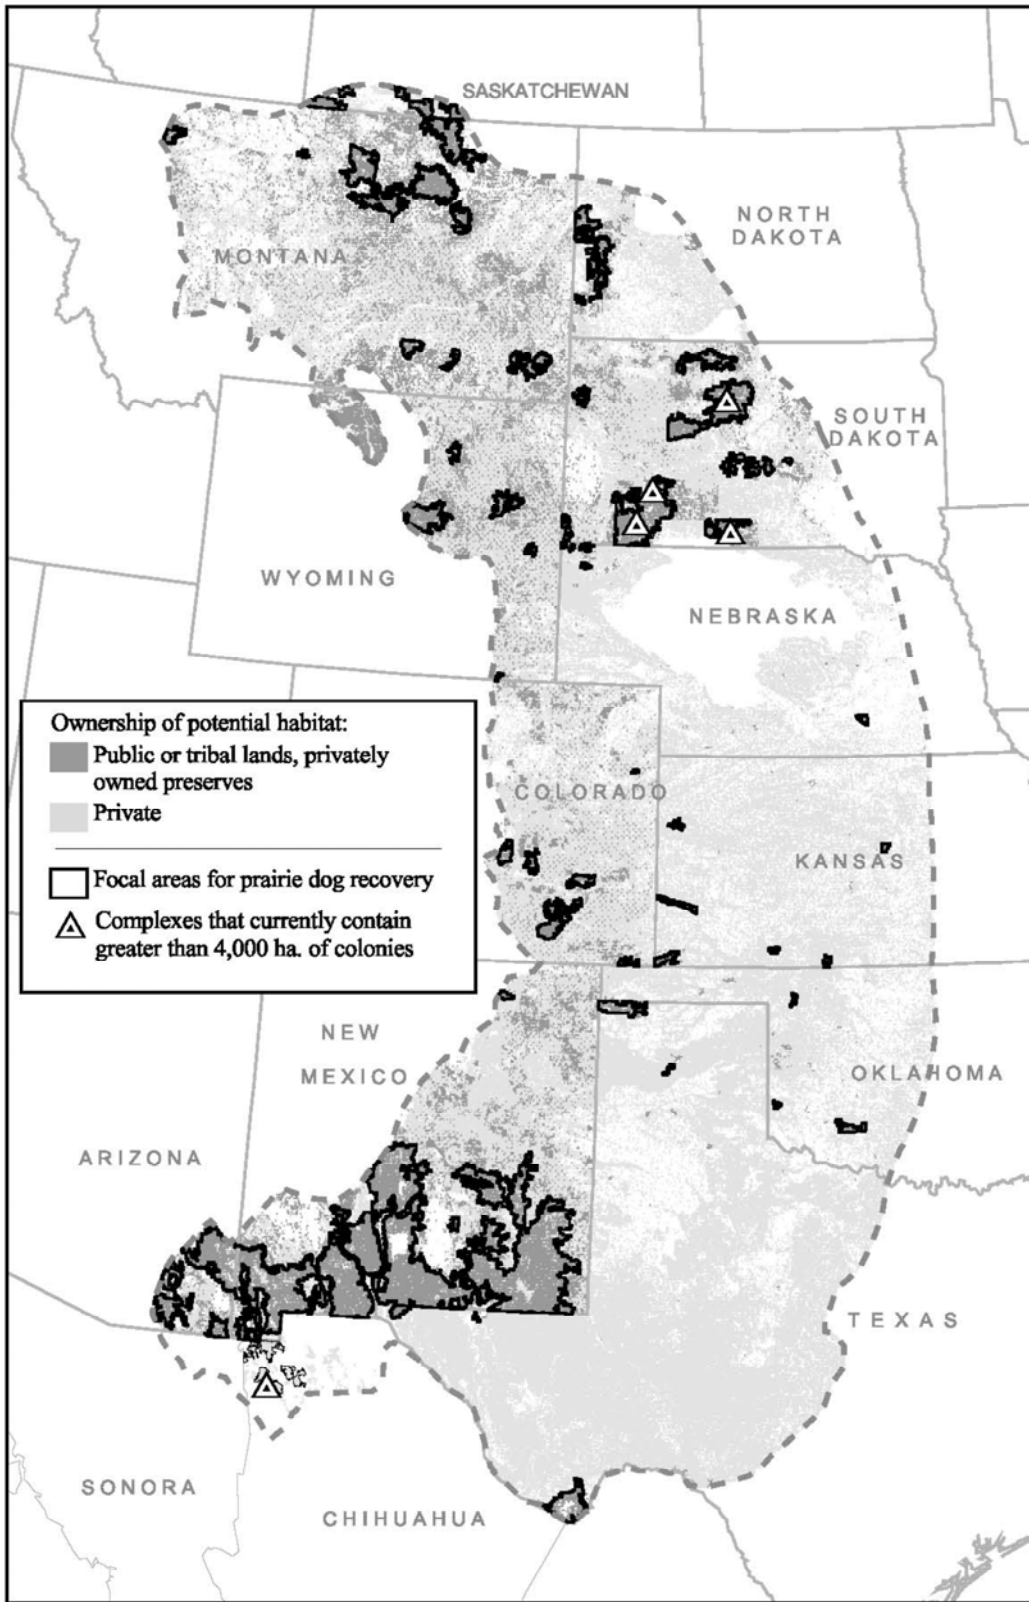 SASKATCHEWAN
NORTH
DAKOTA
MONTANA
SOUTH
DAKOTA
WYOMING
NEBRASKA
Ownership of potential habitat:
Public or tribal lands, privately
owned preserves
Private
Focal areas for prairie dog recovery
Complexes that currently contain
greater than 4,000 ha. of colonies
COLORADO
KANSAS
NEW
MEXICO
OKLAHOMA
ARIZONA
TEXAS
SONORA
CHIHUAHUA